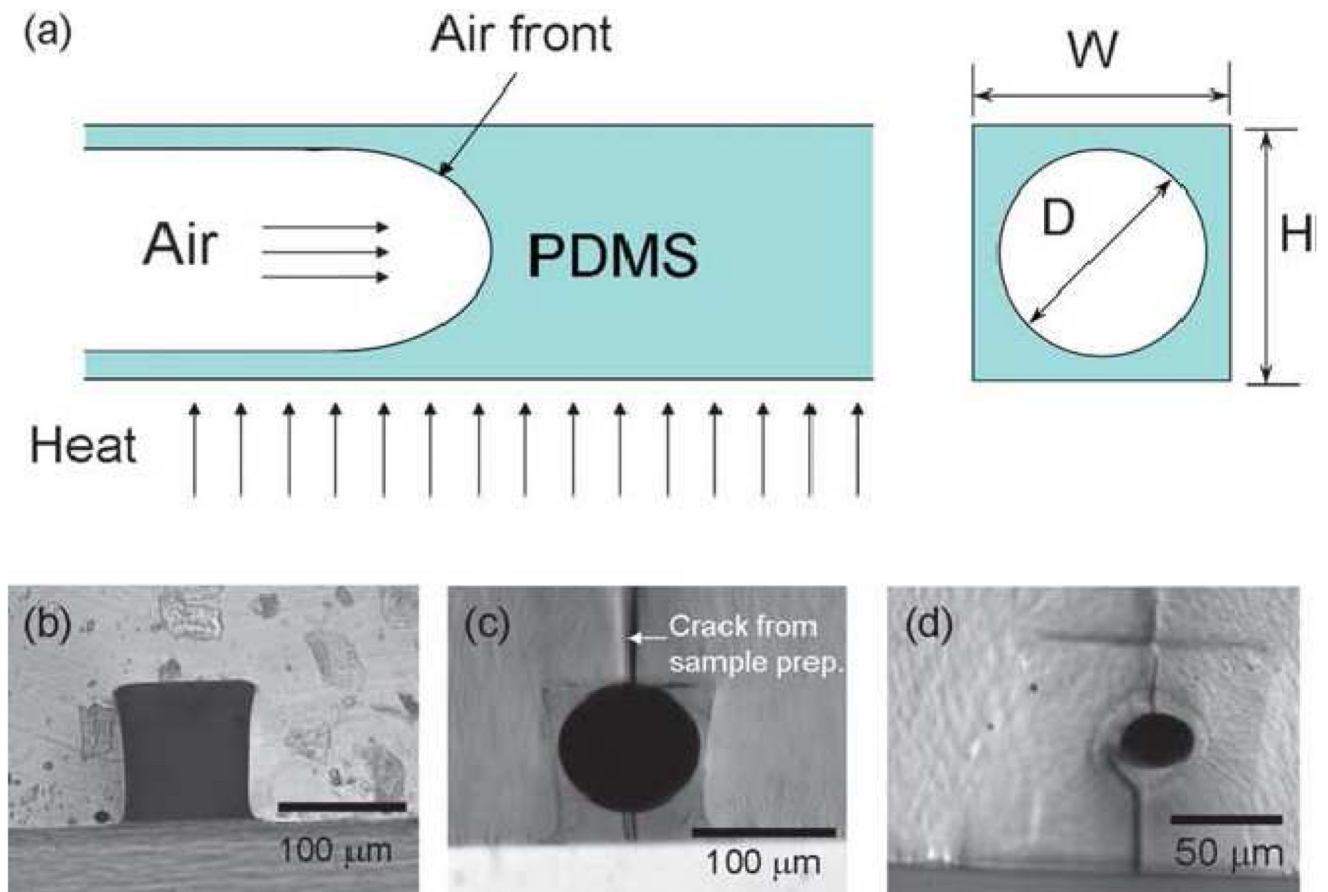 (a)
Air front
W
Air
PDMS
D
H
Heat
(b)
100 μm
(c)
Crack from
sample prep.
100 μm
(d)
50 μm